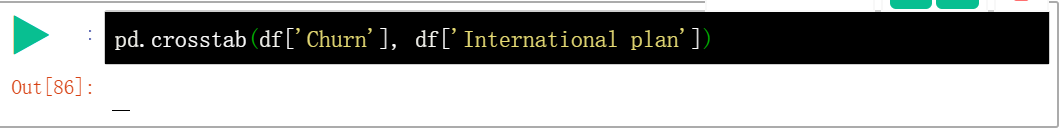 : pd.crosstab(df['Churn'], df['International plan'])
Out[86]: